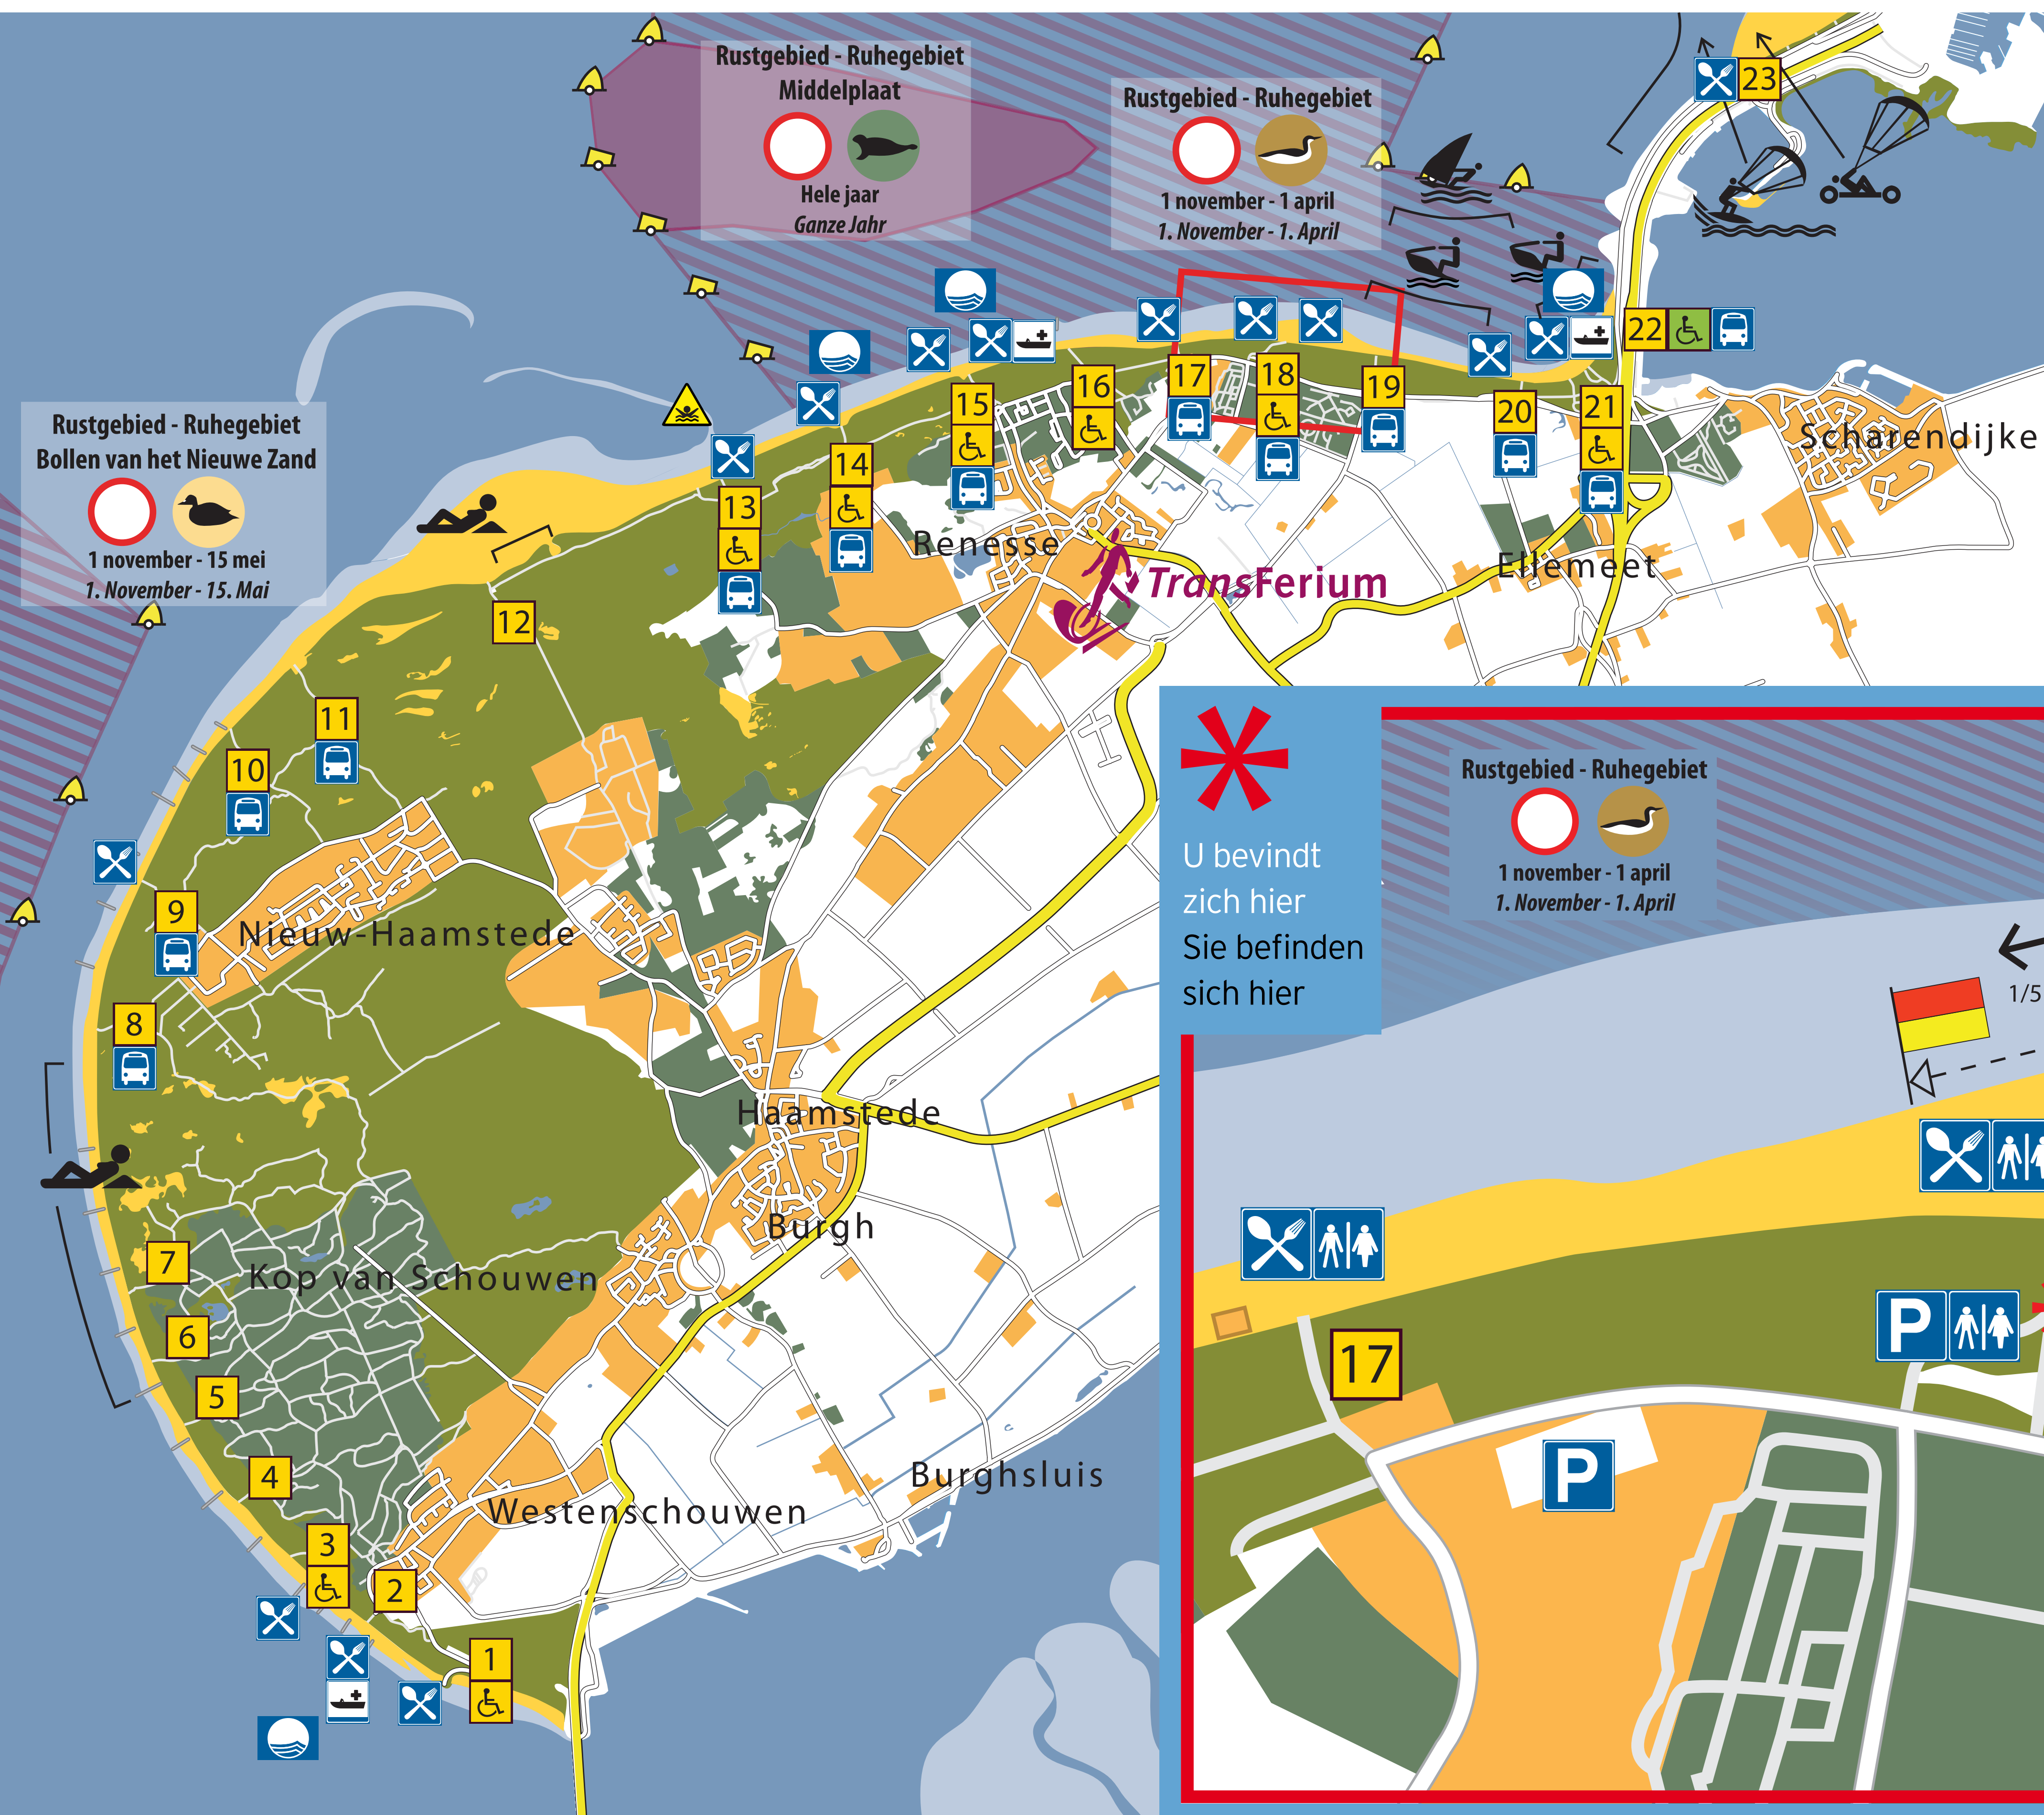 Rustgebied - Ruhegebiet
Middelplaat
Hele jaar
Ganze Jahr
Rustgebied - Ruhegebiet
1 november - 1 april
1. November - 1. April
23
22
Rustgebied - Ruhegebiet
Bollen van het Nieuwe Zand
1 november - 15 mei
1. November - 15. Mai
21
20
19
18
17
16
15
14
13
12
11
10
9
8
7
6
5
4
3
2
1
Scharendijke
Renesse
Ellemeet
TransFerium
Nieuw-Haamstede
Haamstede
Burgh
Kop van Schouwen
Burghsluis
Westenschouwen
U bevindt
zich hier
Sie befinden
sich hier
Rustgebied - Ruhegebiet
1 november - 1 april
1. November - 1. April
1/5
17
P
P